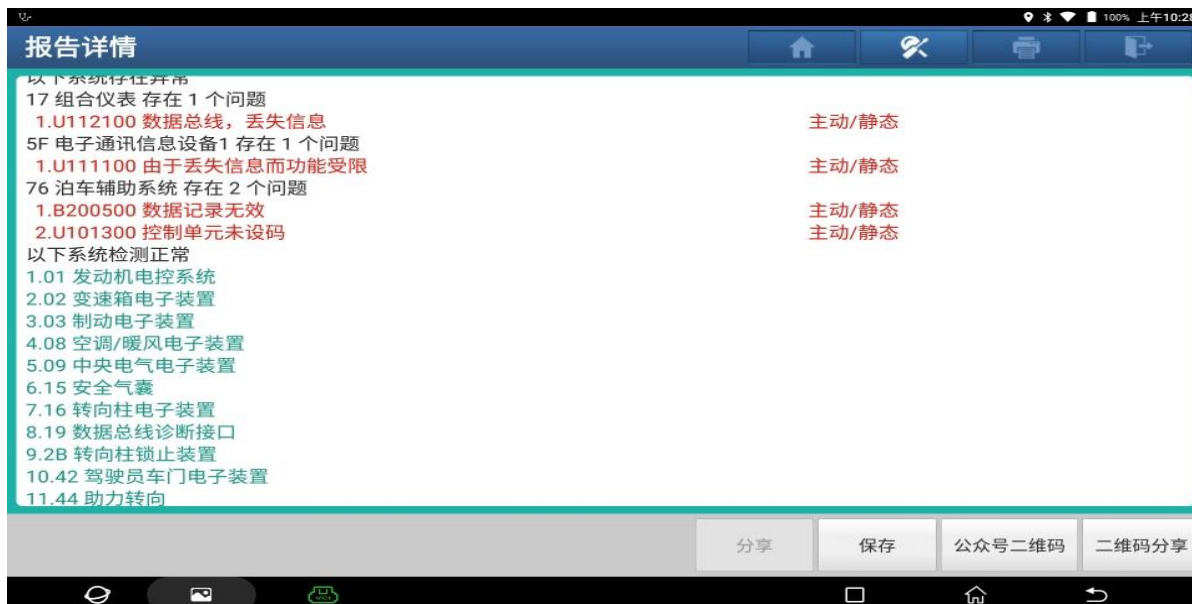 100% 上午10:28
报告详情
以下系统存在异常
17 组合仪表 存在 1 个问题
1.U112100 数据总线，丢失信息 主动/静态
5F 电子通讯信息设备1 存在 1 个问题
1.U111100 由于丢失信息而功能受限 主动/静态
76 泊车辅助系统 存在 2 个问题
1.B200500 数据记录无效 主动/静态
2.U101300 控制单元未设码 主动/静态
以下系统检测正常
1.01 发动机电控系统
2.02 变速箱电子装置
3.03 制动电子装置
4.08 空调/暖风电子装置
5.09 中央电气电子装置
6.15 安全气囊
7.16 转向柱电子装置
8.19 数据总线诊断接口
9.2B 转向柱锁止装置
10.42 驾驶员车门电子装置
11.44 助力转向
分享 保存 公众号二维码 二维码分享
VCI